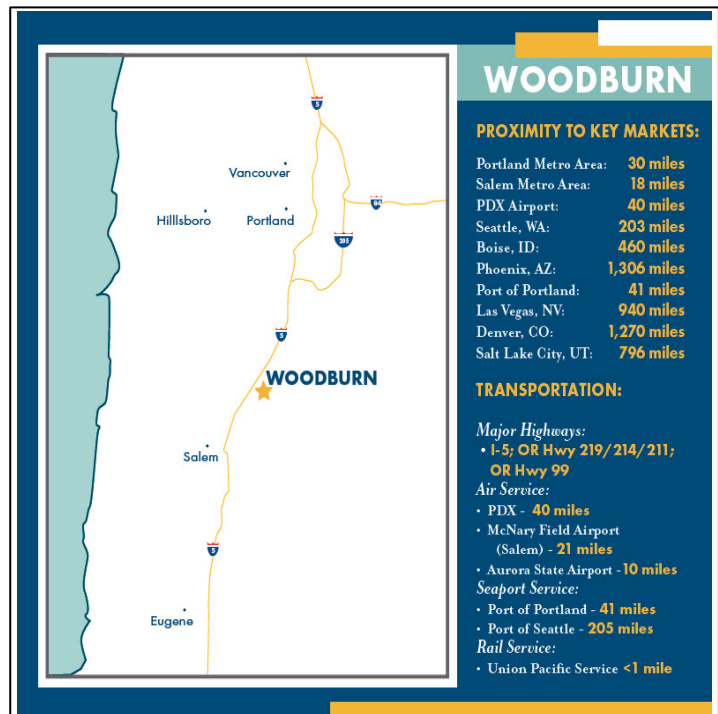 WOODBURN
5
Vancouver
84
Hilllsboro
Portland
205
5
WOODBURN
Salem
5
Eugene
PROXIMITY TO KEY MARKETS:
Portland Metro Area: 30 miles
Salem Metro Area: 18 miles
PDX Airport: 40 miles
Seattle, WA: 203 miles
Boise, ID: 460 miles
Phoenix, AZ: 1,306 miles
Port of Portland: 41 miles
Las Vegas, NV: 940 miles
Denver, CO: 1,270 miles
Salt Lake City, UT: 796 miles
TRANSPORTATION:
Major Highways:
• I-5; OR Hwy 219/214/211;
OR Hwy 99
Air Service:
• PDX - 40 miles
• McNary Field Airport
(Salem) - 21 miles
• Aurora State Airport -10 miles
Seaport Service:
• Port of Portland - 41 miles
• Port of Seattle - 205 miles
Rail Service:
• Union Pacific Service <1 mile